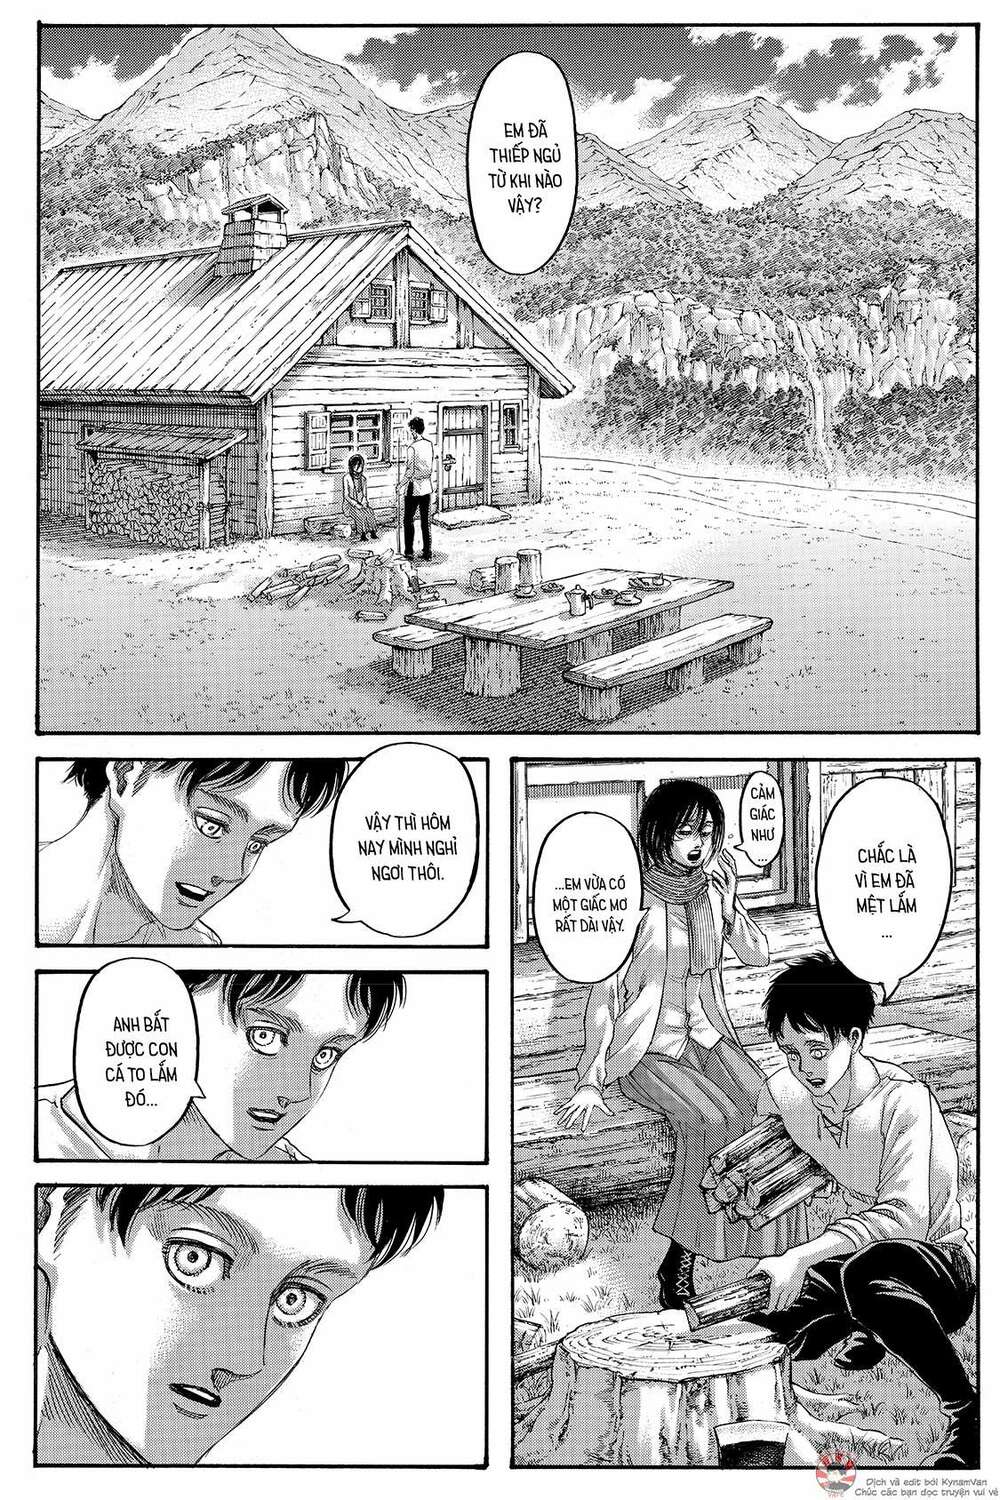 EM ĐÃ
THIẾP NGỦ
TỪ KHI NÀO
VẬY?
CHẮC LÀ
VÌ EM ĐÃ
MỆT LẮM
...
CẢM
GIÁC
NHƯ
...
...EM VỪA CÓ
MỘT GIẤC MƠ
RẤT DÀI VẬY.
VẬY THÌ HÔM
NAY MÌNH NGHỈ
NGƠI THÔI.
ANH BẮT
ĐƯỢC CON
CÁ TO LẮM
ĐÓ...
Dịch và edit bởi KynamVan
Chúc các bạn đọc truyện vui vẻ